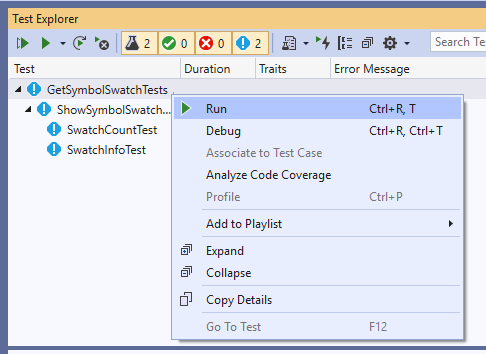 Test Explorer
2 0 0 2 Search Tes
Test Duration Traits Error Message
GetSymbolSwatchTests
ShowSymbolSwatch...
SwatchCountTest
SwatchInfoTest
Run Ctrl+R, T
Debug Ctrl+R, Ctrl+T
Associate to Test Case
Analyze Code Coverage
Profile Ctrl+P
Add to Playlist
Expand
Collapse
Copy Details
Go To Test F12